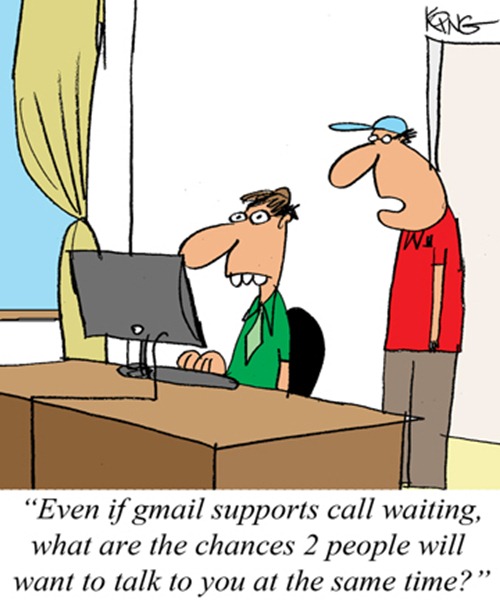 KING
“Even if gmail supports call waiting,
what are the chances 2 people will
want to talk to you at the same time?”